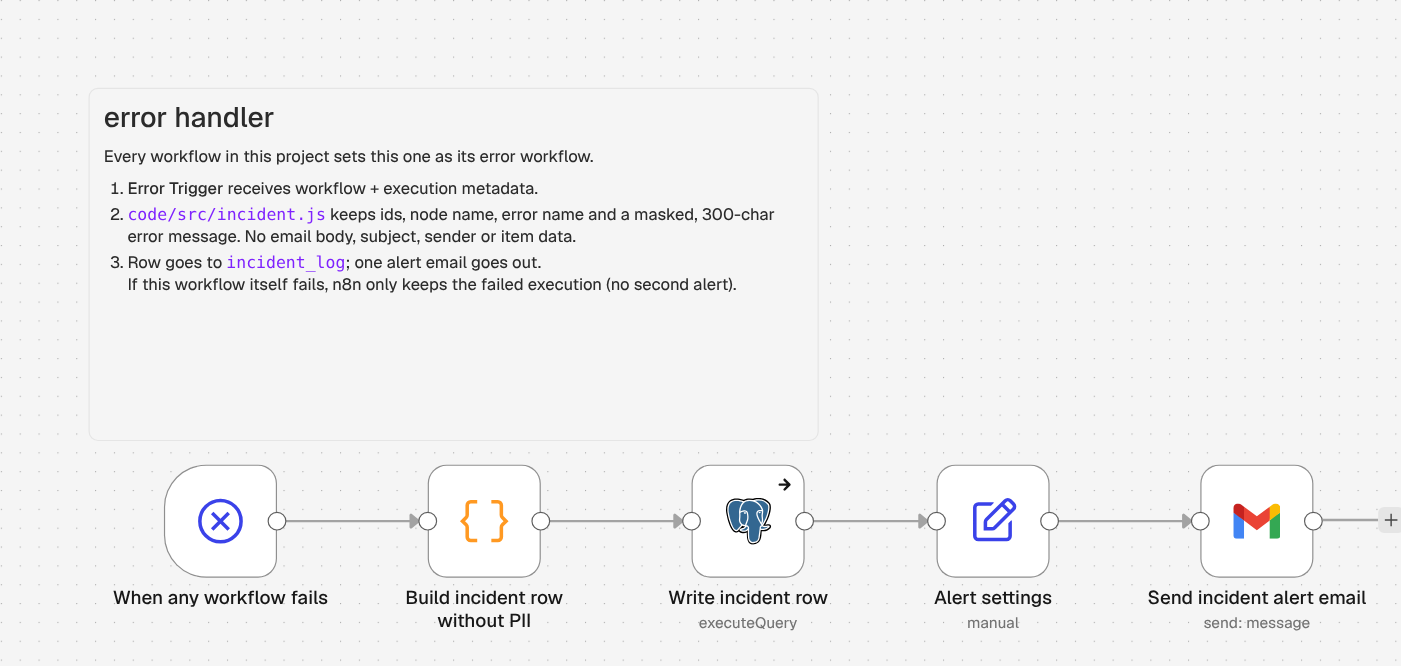 error handler
Every workflow in this project sets this one as its error workflow.
1. Error Trigger receives workflow + execution metadata.
2. code/src/incident.js keeps ids, node name, error name and a masked, 300-char
error message. No email body, subject, sender or item data.
3. Row goes to incident_log; one alert email goes out.
If this workflow itself fails, n8n only keeps the failed execution (no second alert).
When any workflow fails
Build incident row
without PII
Write incident row
executeQuery
Alert settings
manual
Send incident alert email
send: message